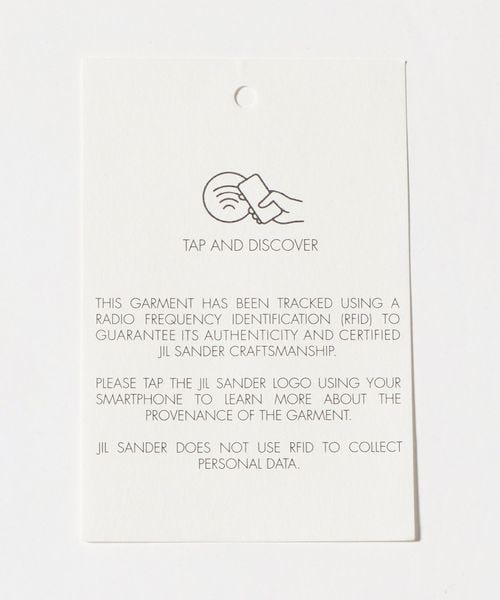 TAP AND DISCOVER
THIS GARMENT HAS BEEN TRACKED USING A
RADIO FREQUENCY IDENTIFICATION (RFID) TO
GUARANTEE ITS AUTHENTICITY AND CERTIFIED
JIL SANDER CRAFTSMANSHIP.
PLEASE TAP THE JIL SANDER LOGO USING YOUR
SMARTPHONE TO LEARN MORE ABOUT THE
PROVENANCE OF THE GARMENT.
JIL SANDER DOES NOT USE RFID TO COLLECT
PERSONAL DATA.